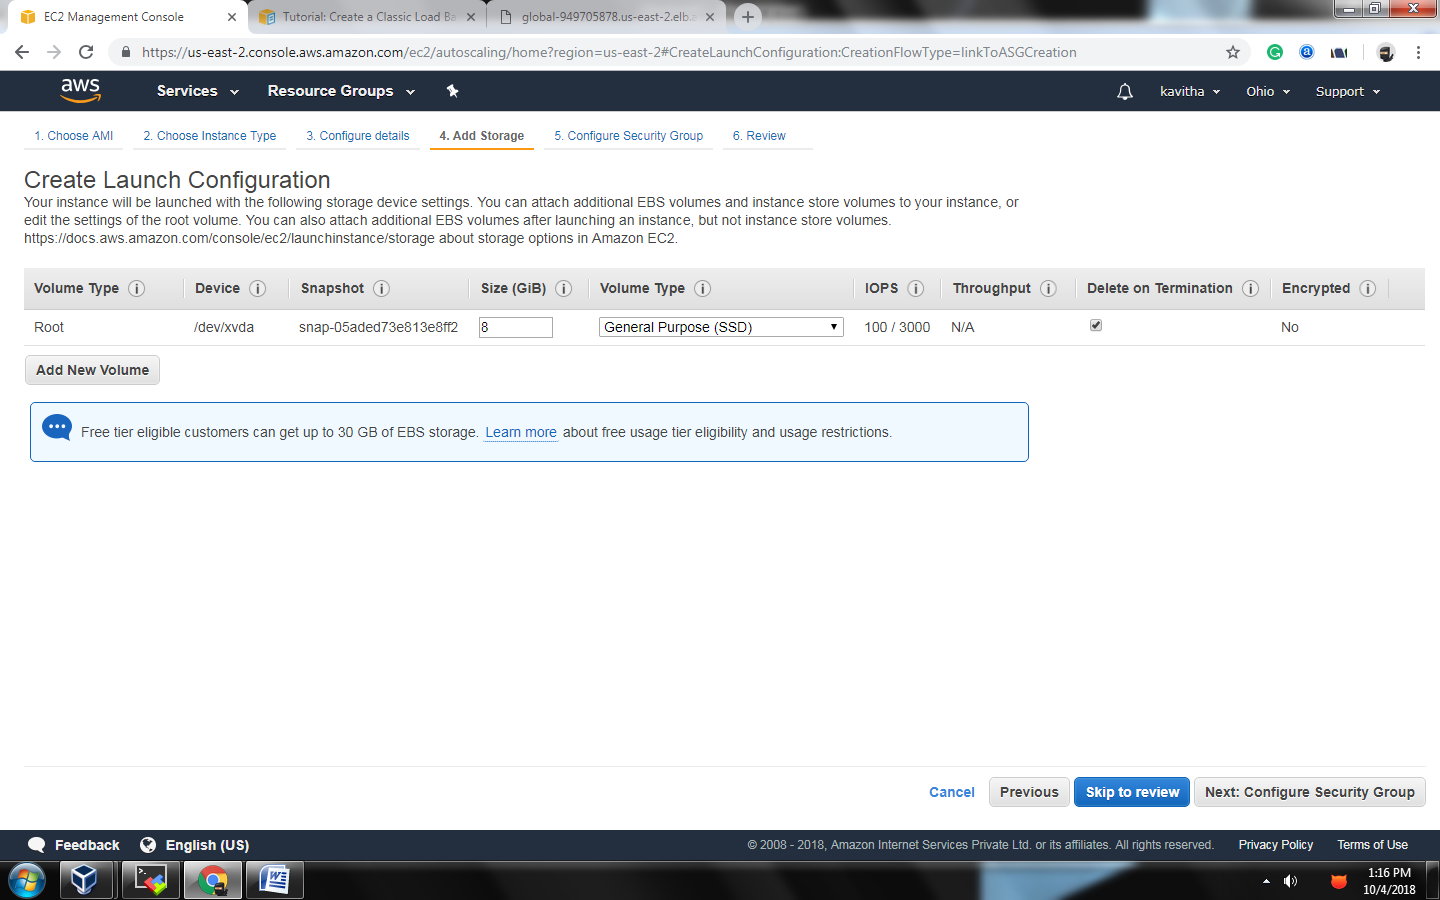 EC2 Management Console
Tutorial: Create a Classic Load Ba
global-949705878.us-east-2.elb.a
https://us-east-2.console.aws.amazon.com/ec2/autoscaling/home?region=us-east-2#CreateLaunchConfiguration:CreationFlowType=linkToASGCreation
aws Services Resource Groups kavitha Ohio Support
1. Choose AMI 2. Choose Instance Type 3. Configure details 4. Add Storage 5. Configure Security Group 6. Review
Create Launch Configuration
Your instance will be launched with the following storage device settings. You can attach additional EBS volumes and instance store volumes to your instance, or
edit the settings of the root volume. You can also attach additional EBS volumes after launching an instance, but not instance store volumes.
https://docs.aws.amazon.com/console/ec2/launchinstance/storage about storage options in Amazon EC2.
Volume Type i Device i Snapshot i Size (GiB) i Volume Type i IOPS i Throughput i Delete on Termination i Encrypted i
Root /dev/xvda snap-05aded73e813e8ff2 8 General Purpose (SSD) 100 / 3000 N/A No
Add New Volume
Free tier eligible customers can get up to 30 GB of EBS storage. Learn more about free usage tier eligibility and usage restrictions.
Cancel Previous Skip to review Next: Configure Security Group
Feedback English (US) © 2008 - 2018, Amazon Internet Services Private Ltd. or its affiliates. All rights reserved. Privacy Policy Terms of Use
1:16 PM
10/4/2018